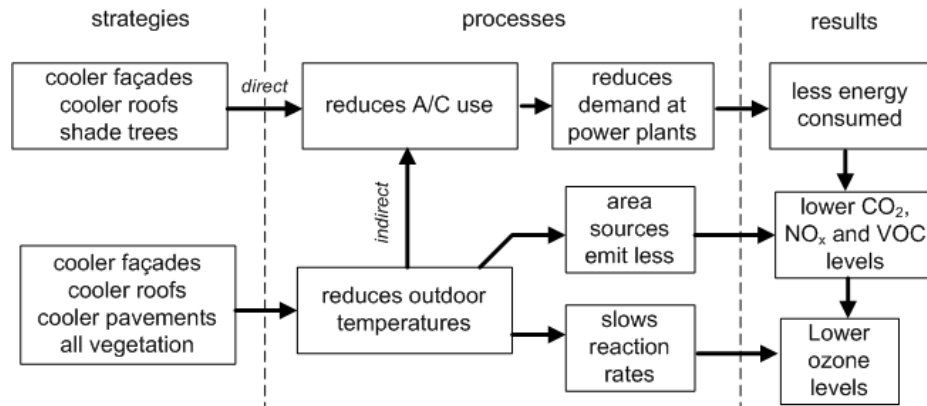 strategies
processes
results
cooler façades
cooler roofs
shade trees
direct
reduces A/C use
reduces
demand at
power plants
less energy
consumed
indirect
area
sources
emit less
lower CO₂,
NOₓ and VOC
levels
cooler façades
cooler roofs
cooler pavements
all vegetation
reduces outdoor
temperatures
slows
reaction
rates
Lower
ozone
levels